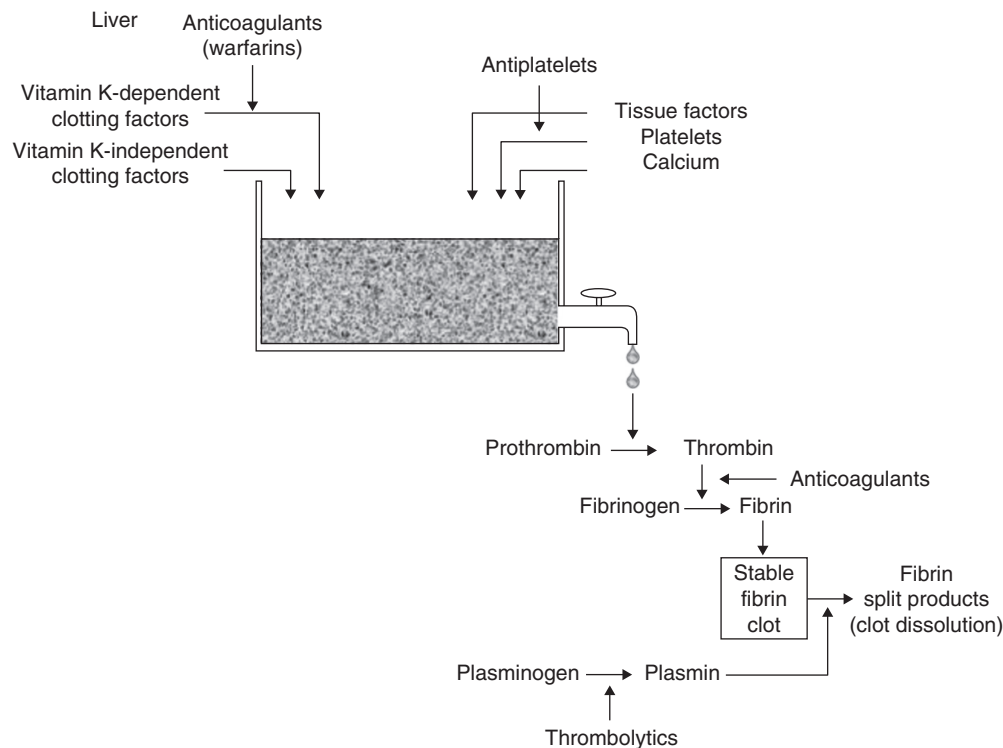 Liver
Anticoagulants
(warfarins)
Antiplatelets
Vitamin K-dependent
clotting factors
Vitamin K-independent
clotting factors
Tissue factors
Platelets
Calcium
Prothrombin
Thrombin
Anticoagulants
Fibrinogen
Fibrin
Stable
fibrin
clot
Fibrin
split products
(clot dissolution)
Plasminogen
Plasmin
Thrombolytics